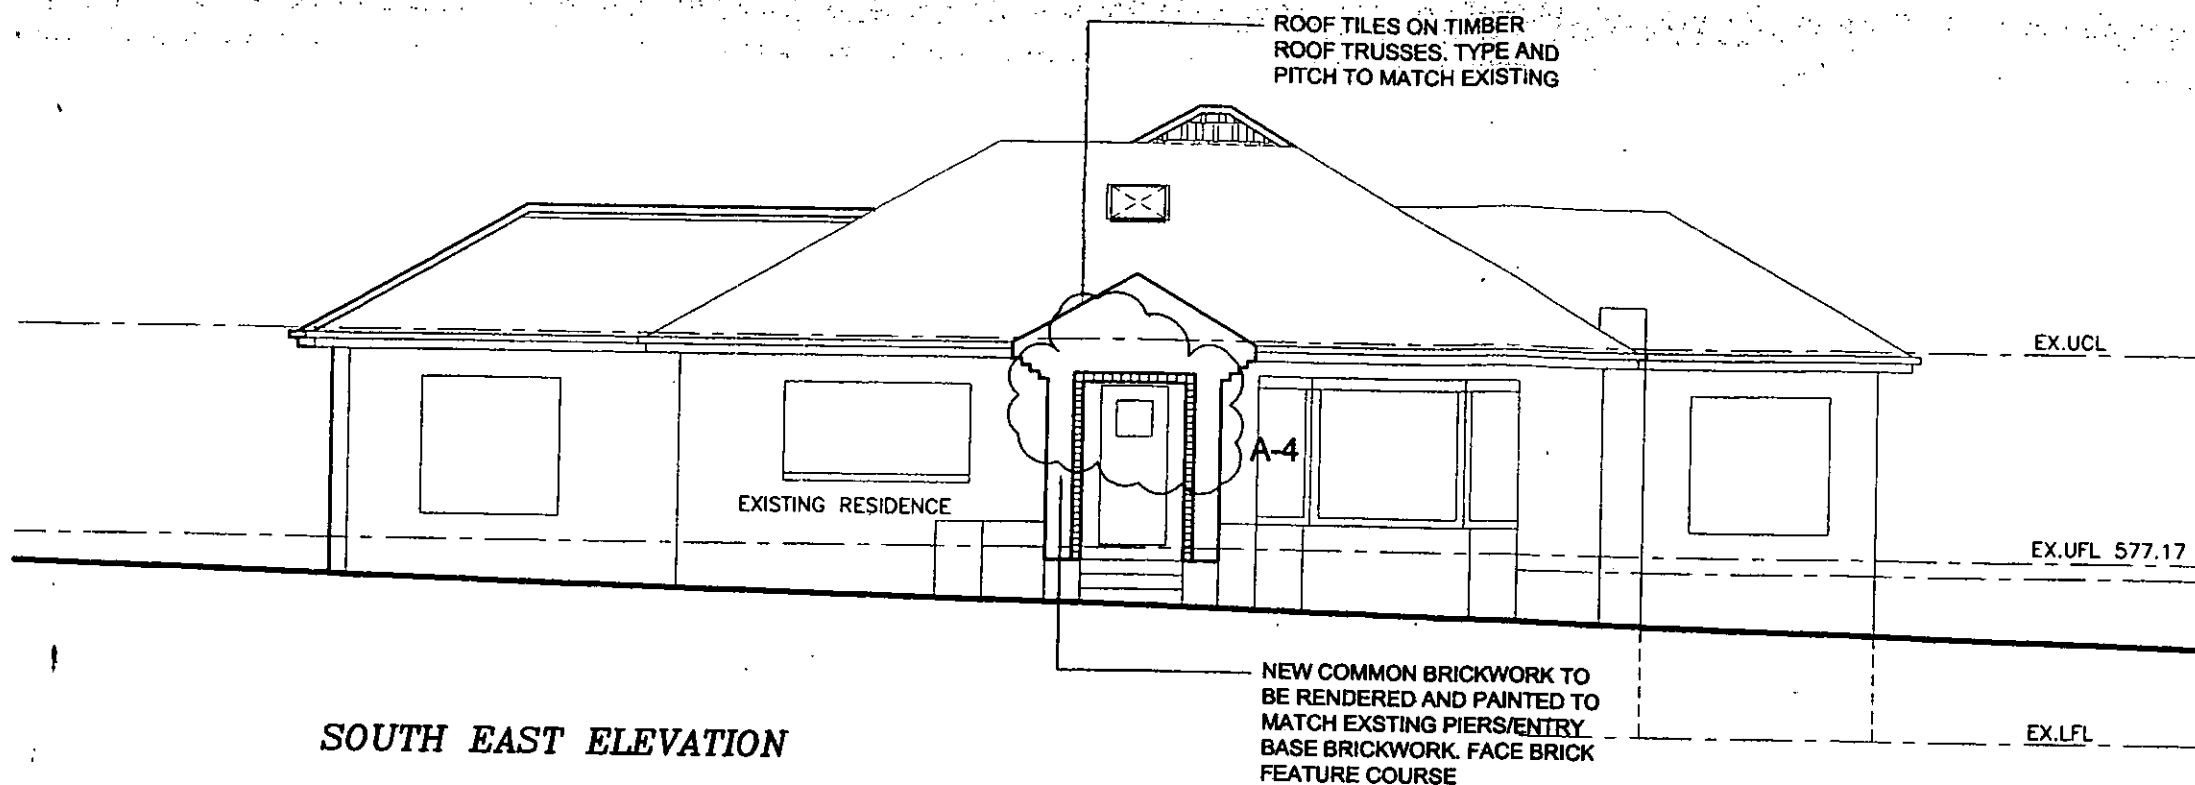 ROOF TILES ON TIMBER
ROOF TRUSSES. TYPE AND
PITCH TO MATCH EXISTING
EX.UCL
A-4
EXISTING RESIDENCE
EX.UFL 577.17
NEW COMMON BRICKWORK TO
BE RENDERED AND PAINTED TO
MATCH EXSTING PIERS/ENTRY
BASE BRICKWORK. FACE BRICK
FEATURE COURSE
EX.LFL
SOUTH EAST ELEVATION